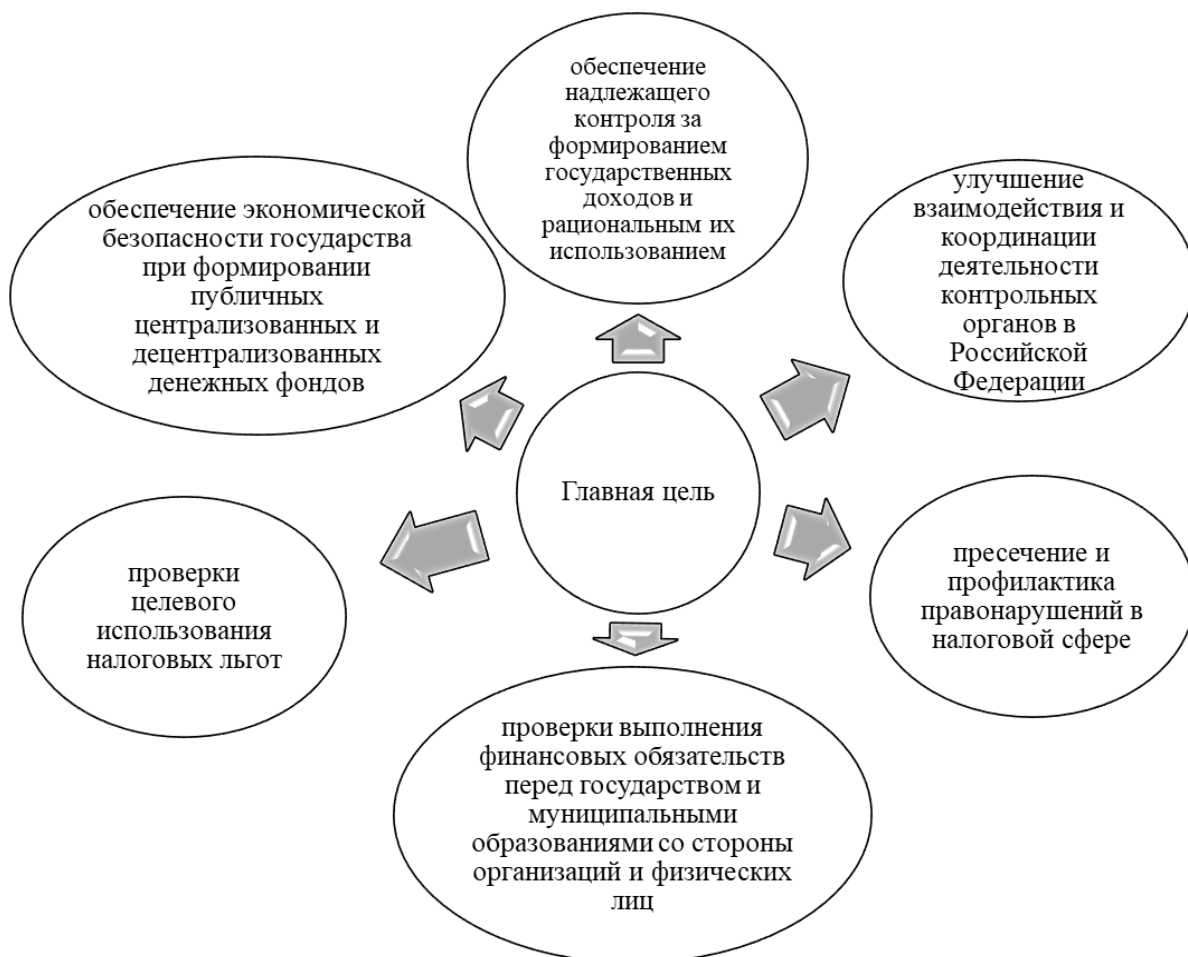 обеспечение
надлежащего
контроля за
формированием
государственных
доходов и
рациональным их
использованием
улучшение
взаимодействия и
координации
деятельности
контрольных
органов в
Российской
Федерации
пресечение и
профилактика
правонарушений в
налоговой сфере
проверки выполнения
финансовых обязательств
перед государством и
муниципальными
образованиями со стороны
организаций и физических
лиц
проверки
целевого
использования
налоговых льгот
обеспечение экономической
безопасности государства
при формировании
публичных
централизованных и
децентрализованных
денежных фондов
Главная цель